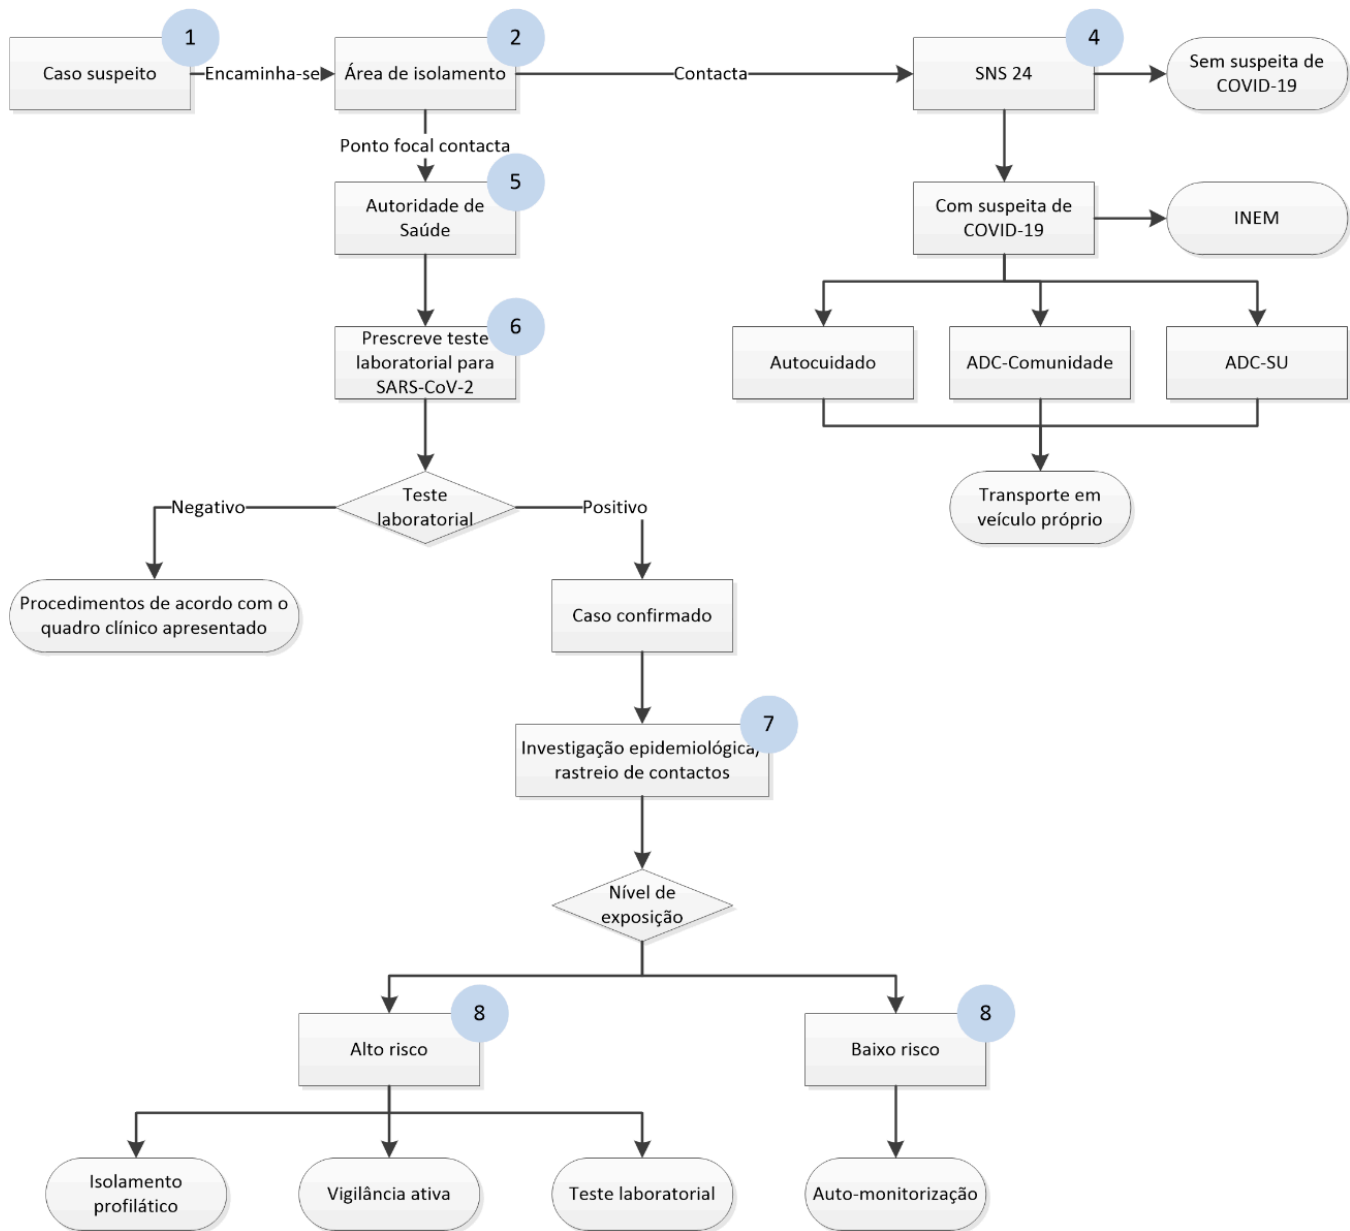 1
2
4
Caso suspeito
Encaminha-se
Área de isolamento
Contacta
SNS 24
Sem suspeita de
COVID-19
Ponto focal contacta
5
Autoridade de
Saúde
Com suspeita de
COVID-19
INEM
6
Prescreve teste
laboratorial para
SARS-CoV-2
Autocuidado
ADC-Comunidade
ADC-SU
Negativo
Teste
laboratorial
Positivo
Transporte em
veículo próprio
Procedimentos de acordo com o
quadro clínico apresentado
Caso confirmado
7
Investigação epidemiológica/
rastreio de contactos
Nível de
exposição
8
Alto risco
8
Baixo risco
Isolamento
profilático
Vigilância ativa
Teste laboratorial
Auto-monitorização